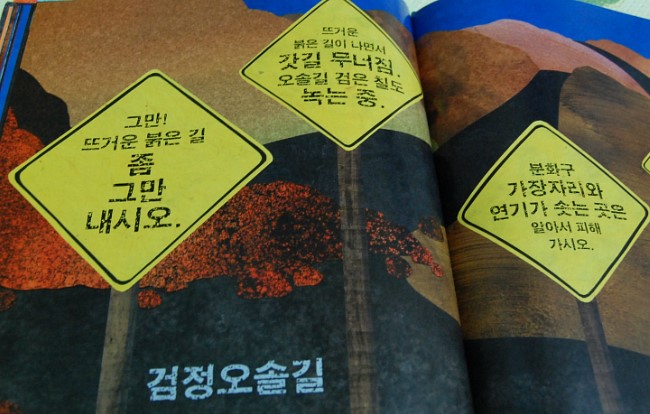 그만!
뜨거운 붉은 길
좀
그만
내시오.
뜨거운
붉은 길이 나면서
갓길 무너짐.
오솔길 검은 칠도
녹는 중.
분화구
가장자리와
연기가 솟는 곳은
알아서 피해
가시오.
검정오솔길